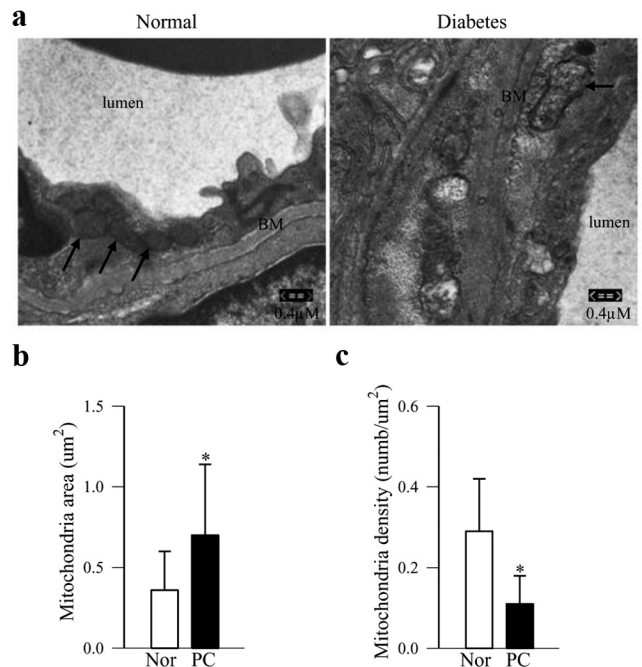 a
Normal
Diabetes
lumen
BM
0.4µM
BM
lumen
0.4µM
b
Mitochondria area (um²)
1.5
1.0
0.5
0.0
*
Nor PC
c
Mitochondria density (numb/um²)
0.6
0.4
0.2
0.0
*
Nor PC